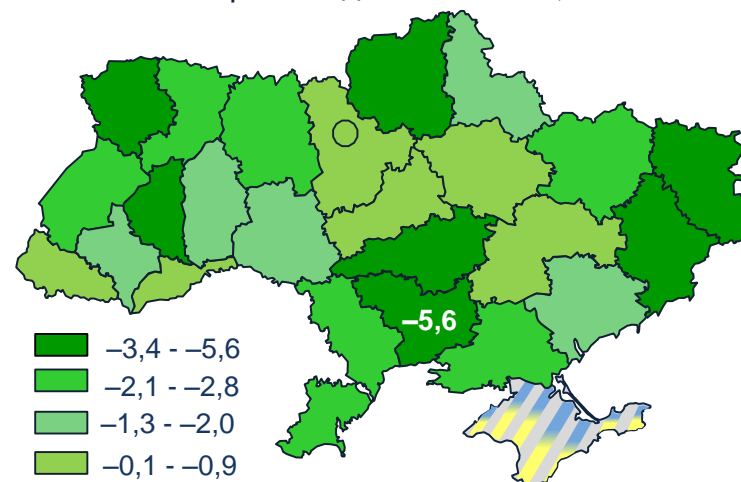 –5,6
–3,4 - –5,6
–2,1 - –2,8
–1,3 - –2,0
–0,1 - –0,9